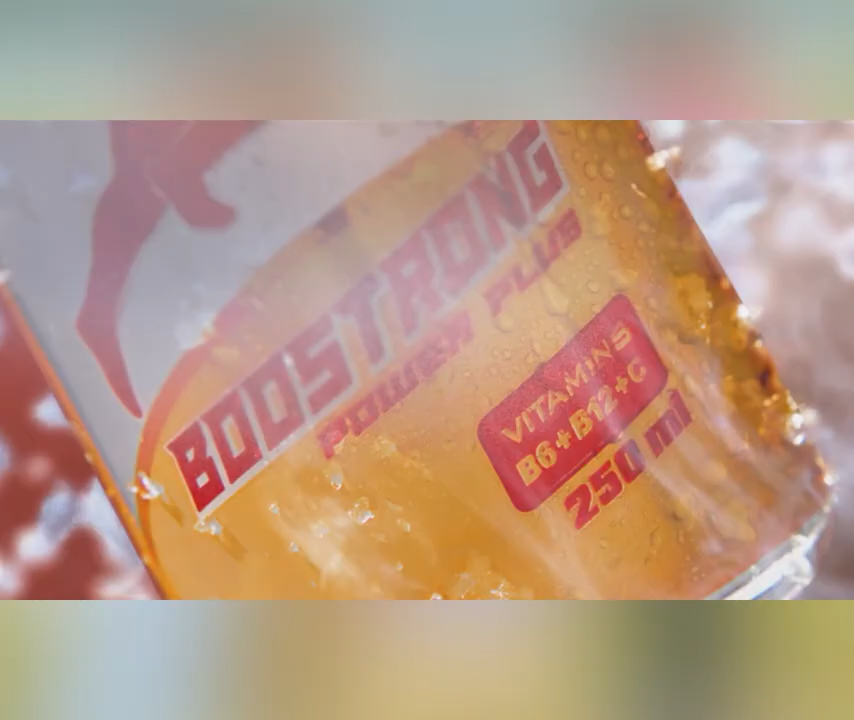 BOOSTRONG
POWER PLUS
VITAMINS
B6+B12+C
250 ml